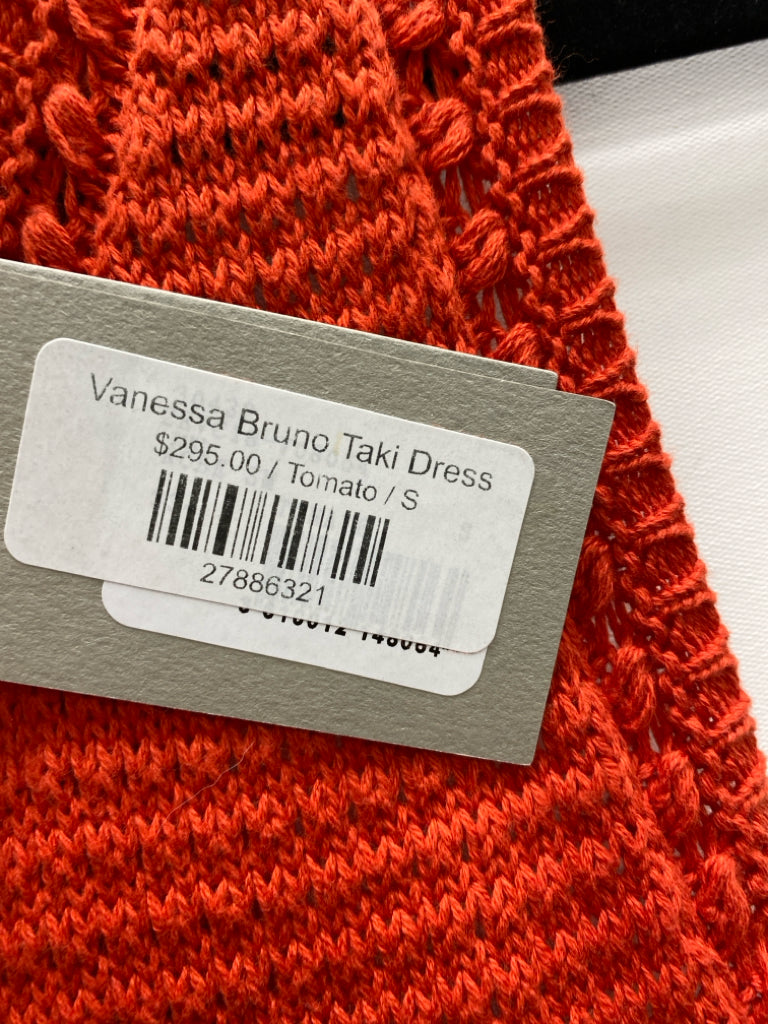 Vanessa Bruno Taki Dress
$295.00 / Tomato / S
27886321